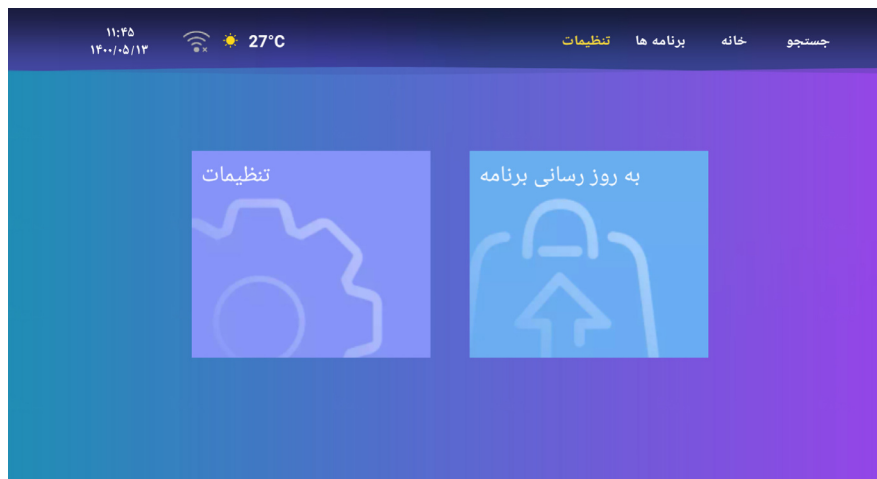 جستجو
خانه
برنامه ها
تنظیمات
27°C
۱۱:۴۵
۱۴۰۰/۰۵/۱۳
به روز رسانی برنامه
تنظیمات